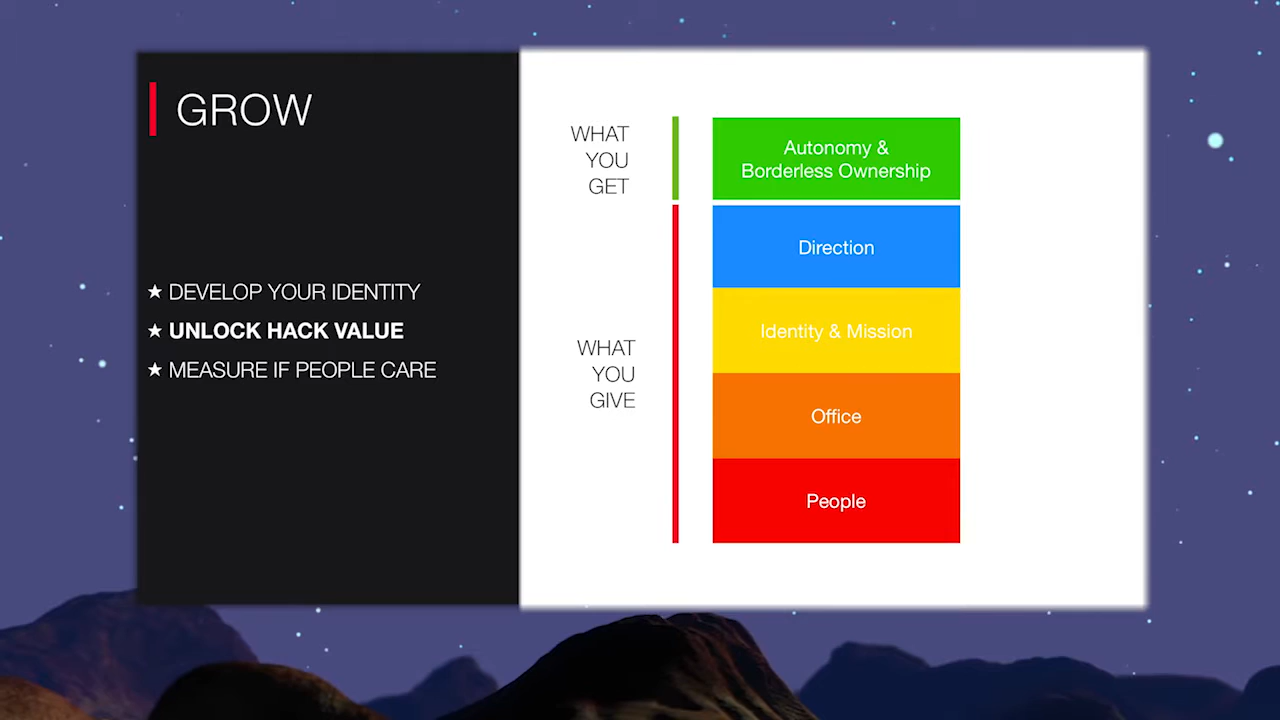 GROW
★ DEVELOP YOUR IDENTITY
★ UNLOCK HACK VALUE
★ MEASURE IF PEOPLE CARE
WHAT
YOU
GET
Autonomy &
Borderless Ownership
WHAT
YOU
GIVE
Direction
Identity & Mission
Office
People